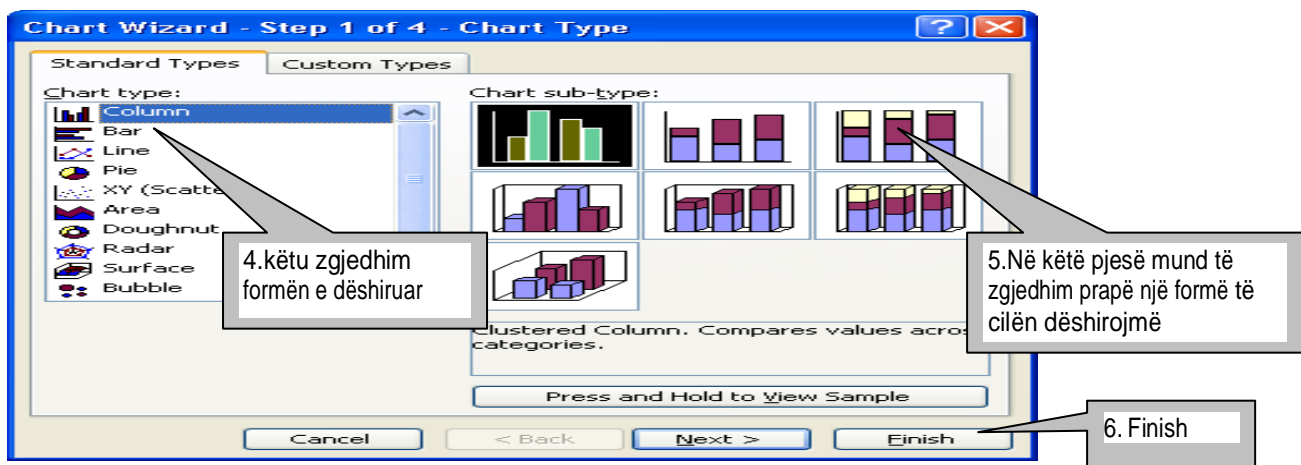 Chart Wizard - Step 1 of 4 - Chart Type
Standard Types
Custom Types
Chart type:
Column
Bar
Line
Pie
XY (Scatte
Area
Doughnut
Radar
Surface
Bubble
Chart sub-type:
Clustered Column. Compares values acros
categories.
Press and Hold to View Sample
Cancel
< Back
Next >
Finish
4.këtu zgjedhim
formën e dëshiruar
5.Në këtë pjesë mund të
zgjedhim prapë një formë të
cilën dëshirojmë
6. Finish